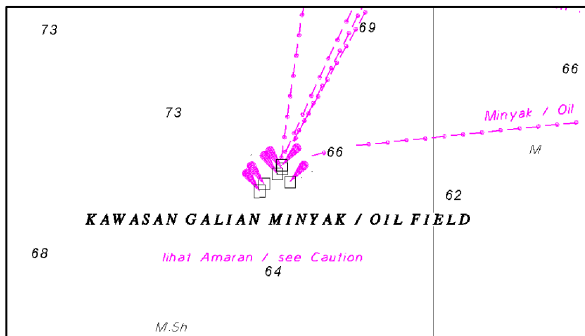 73
69
66
73
Minyak / Oil
66
M
62
KAWASAN GALIAN MINYAK / OIL FIELD
68
lihat Amaran / see Caution
64
M.Sh